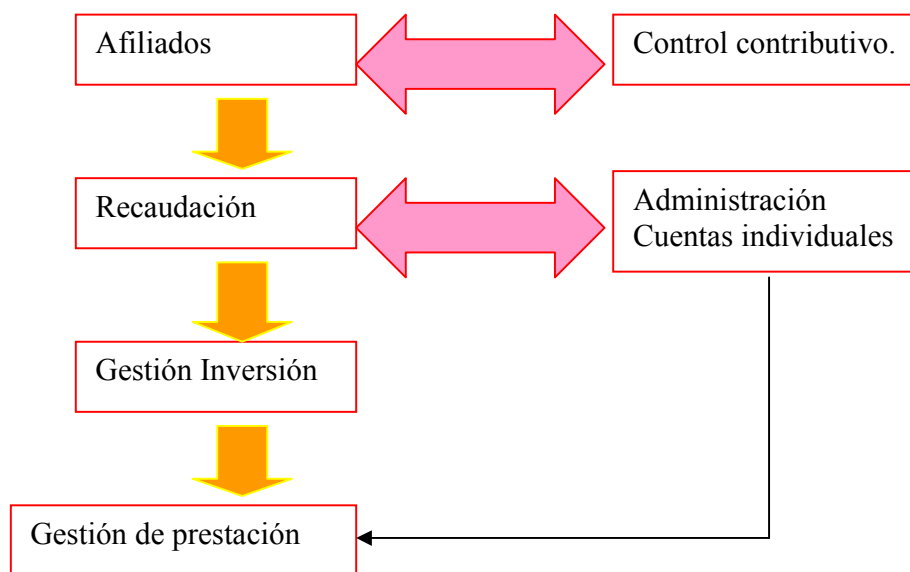 Afiliados
Control contributivo.
Recaudación
Administración
Cuentas individuales
Gestión Inversión
Gestión de prestación